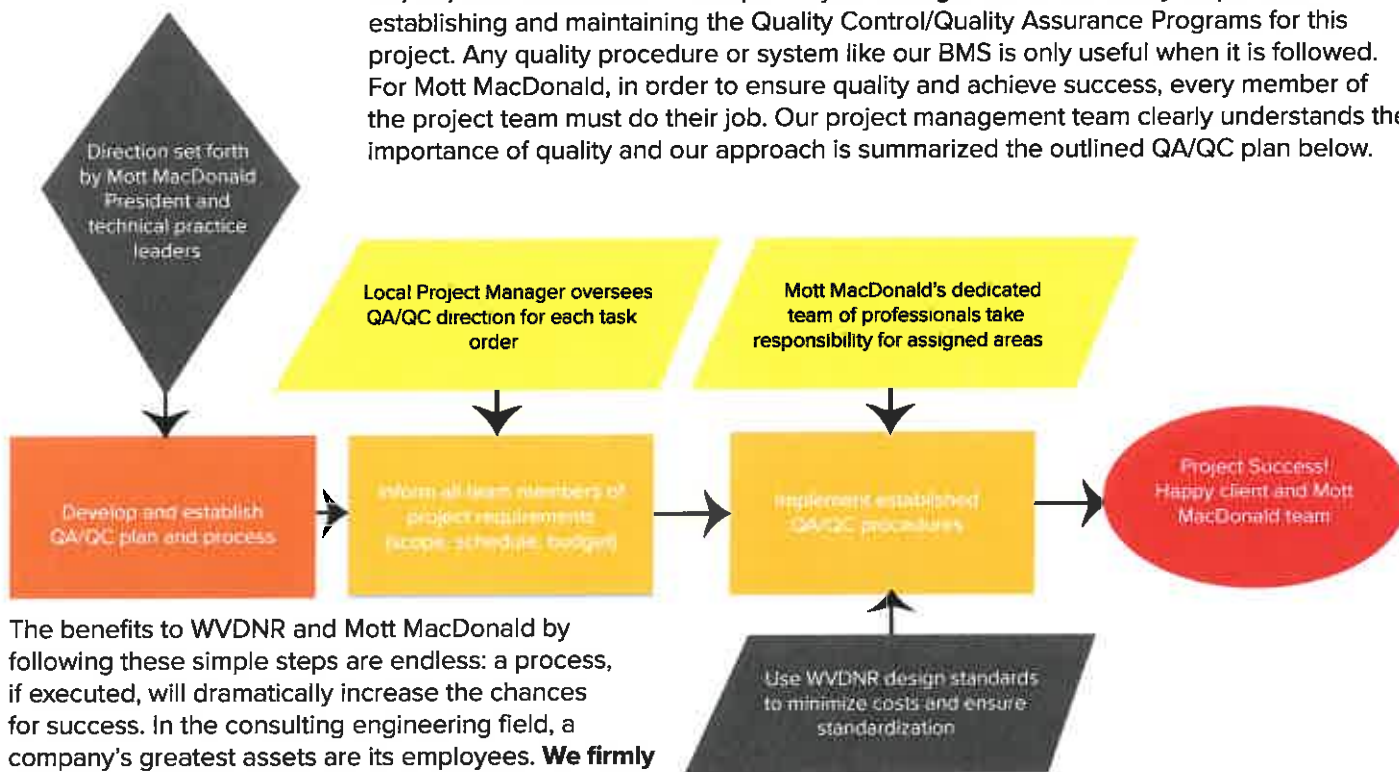 establishing and maintaining the Quality Control/Quality Assurance Programs for this
project. Any quality procedure or system like our BMS is only useful when it is followed.
For Mott MacDonald, in order to ensure quality and achieve success, every member of
the project team must do their job. Our project management team clearly understands the
importance of quality and our approach is summarized the outlined QA/QC plan below.
Direction set forth
by Mott MacDonald
President and
technical practice
leaders
Local Project Manager oversees
QA/QC direction for each task
order
Mott MacDonald's dedicated
team of professionals take
responsibility for assigned areas
Develop and establish
QA/QC plan and process
Inform all team members of
project requirements
(scope, schedule, budget)
Implement established
QA/QC procedures
Project Success!
Happy client and Mott
MacDonald team
Use WVDNR design standards
to minimize costs and ensure
standardization
The benefits to WVDNR and Mott MacDonald by
following these simple steps are endless: a process,
if executed, will dramatically increase the chances
for success. In the consulting engineering field, a
company's greatest assets are its employees. We firmly